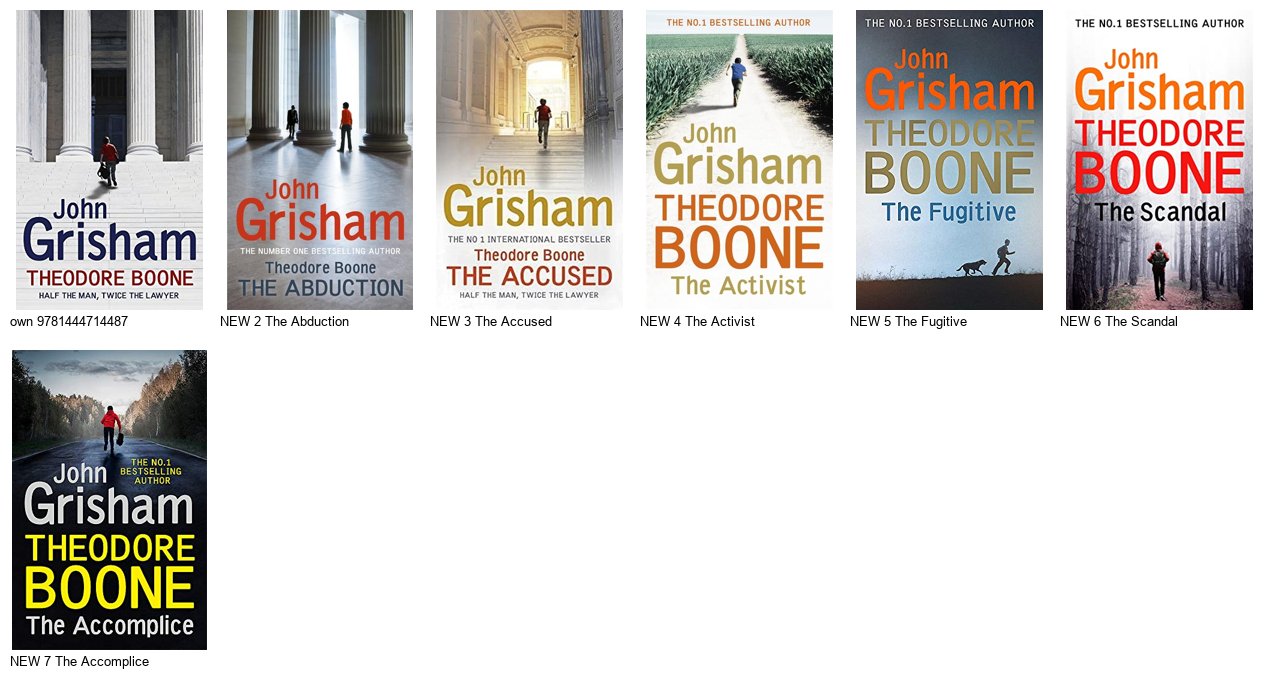 John
Grisham
THEODORE BOONE
HALF THE MAN, TWICE THE LAWYER
own 9781444714487
John
Grisham
THE NUMBER ONE BESTSELLING AUTHOR
Theodore Boone
THE ABDUCTION
NEW 2 The Abduction
John
Grisham
THE NO 1 INTERNATIONAL BESTSELLER
Theodore Boone
THE ACCUSED
HALF THE MAN, TWICE THE LAWYER
NEW 3 The Accused
THE NO.1 BESTSELLING AUTHOR
John
Grisham
THEODORE
BOONE
The Activist
NEW 4 The Activist
THE NO.1 BESTSELLING AUTHOR
John
Grisham
THEODORE
BOONE
The Fugitive
NEW 5 The Fugitive
THE NO.1 BESTSELLING AUTHOR
John
Grisham
THEODORE
BOONE
The Scandal
NEW 6 The Scandal
THE NO.1
BESTSELLING
AUTHOR
John
Grisham
THEODORE
BOONE
The Accomplice
NEW 7 The Accomplice